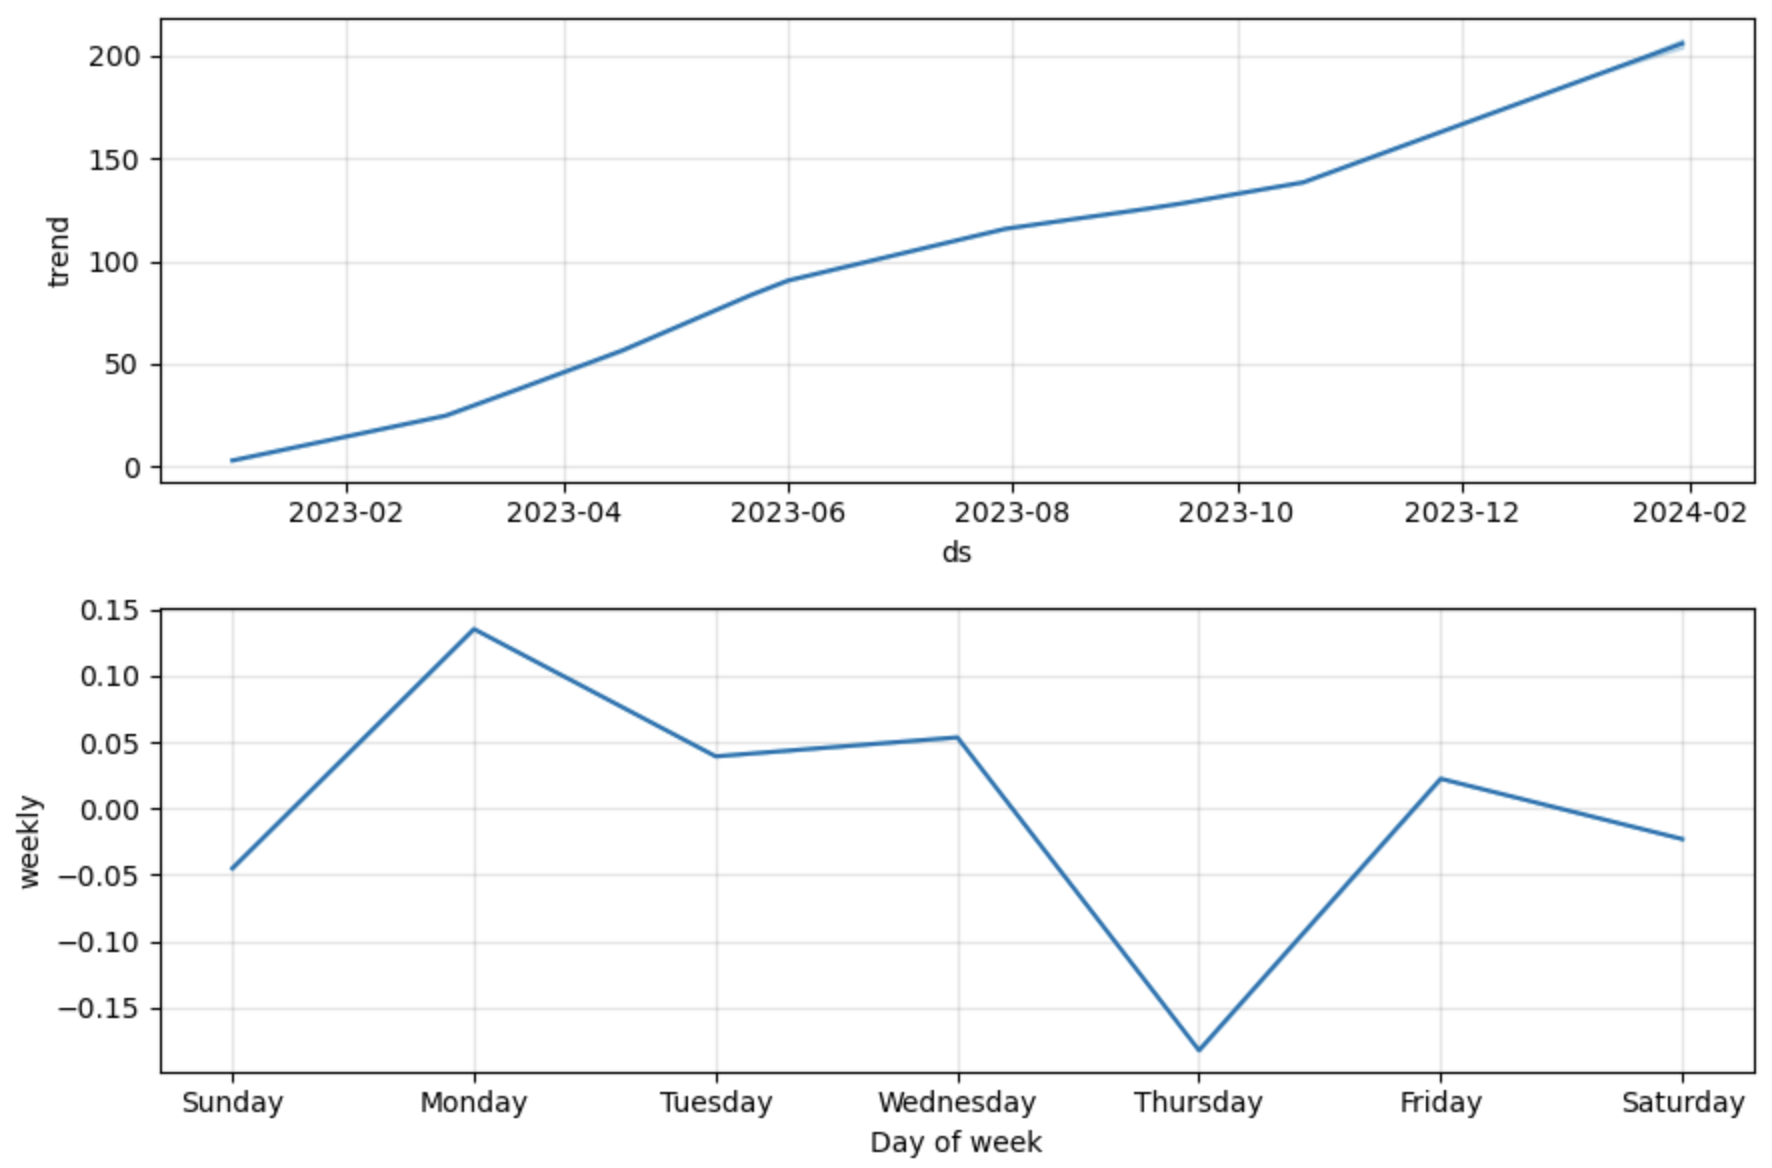 200
150
100
50
0
trend
2023-02 2023-04 2023-06 2023-08 2023-10 2023-12 2024-02
ds
0.15
0.10
0.05
0.00
−0.05
−0.10
−0.15
weekly
Sunday Monday Tuesday Wednesday Thursday Friday Saturday
Day of week